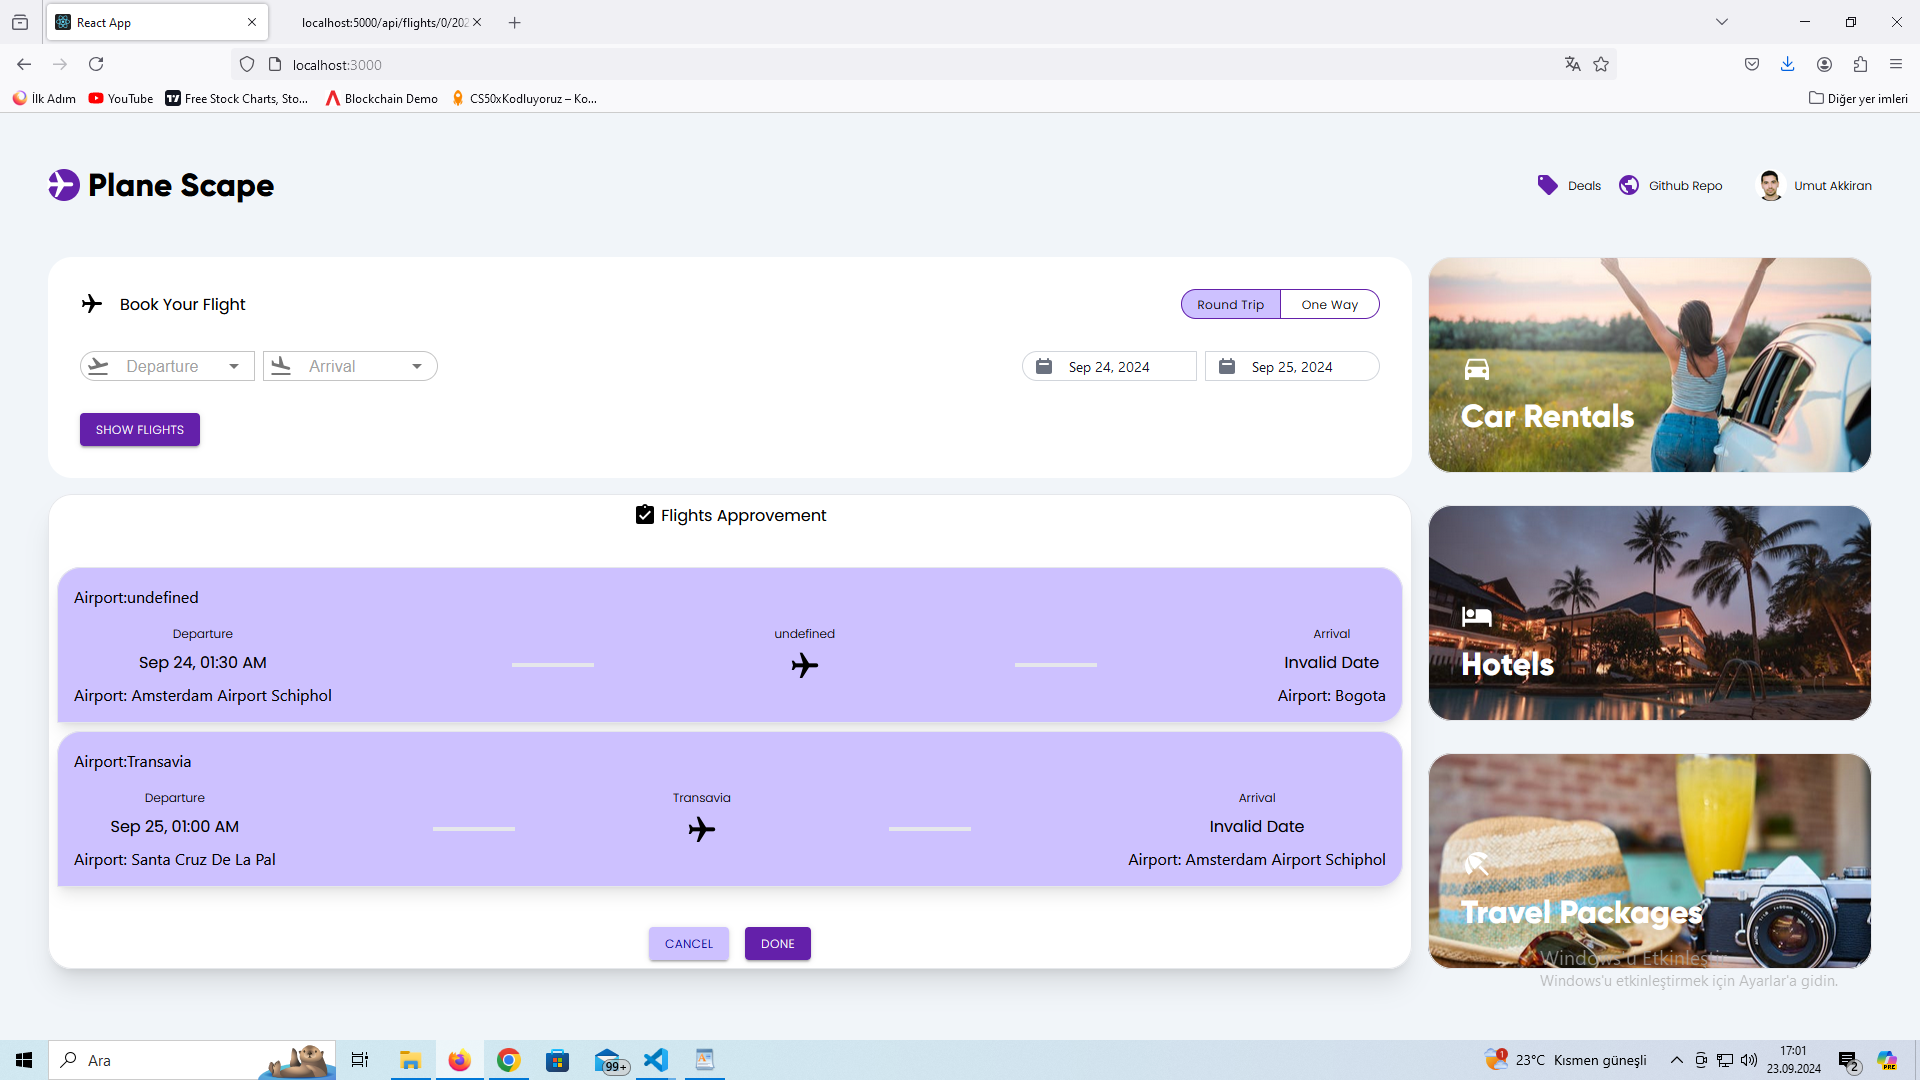 React App
localhost:5000/api/flights/0/202
localhost:3000
İlk Adım
YouTube
Free Stock Charts, Sto...
Blockchain Demo
CS50xKodluyoruz – Ko...
Diğer yer imleri
Plane Scape
Deals
Github Repo
Umut Akkiran
Book Your Flight
Round Trip
One Way
Departure
Arrival
Sep 24, 2024
Sep 25, 2024
SHOW FLIGHTS
Car Rentals
Flights Approvement
Airport:undefined
Departure
undefined
Arrival
Sep 24, 01:30 AM
Invalid Date
Airport: Amsterdam Airport Schiphol
Airport: Bogota
Hotels
Airport:Transavia
Departure
Transavia
Arrival
Sep 25, 01:00 AM
Invalid Date
Airport: Santa Cruz De La Pal
Airport: Amsterdam Airport Schiphol
Travel Packages
CANCEL
DONE
Windows'u Etkinleştir
Windows'u etkinleştirmek için Ayarlar'a gidin.
Ara
99+
1
23°C Kısmen güneşli
17:01
23.09.2024
2
PRE